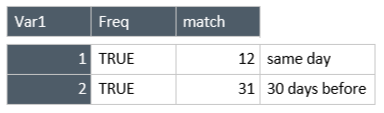 Var1 Freq match
1 TRUE 12 same day
2 TRUE 31 30 days before